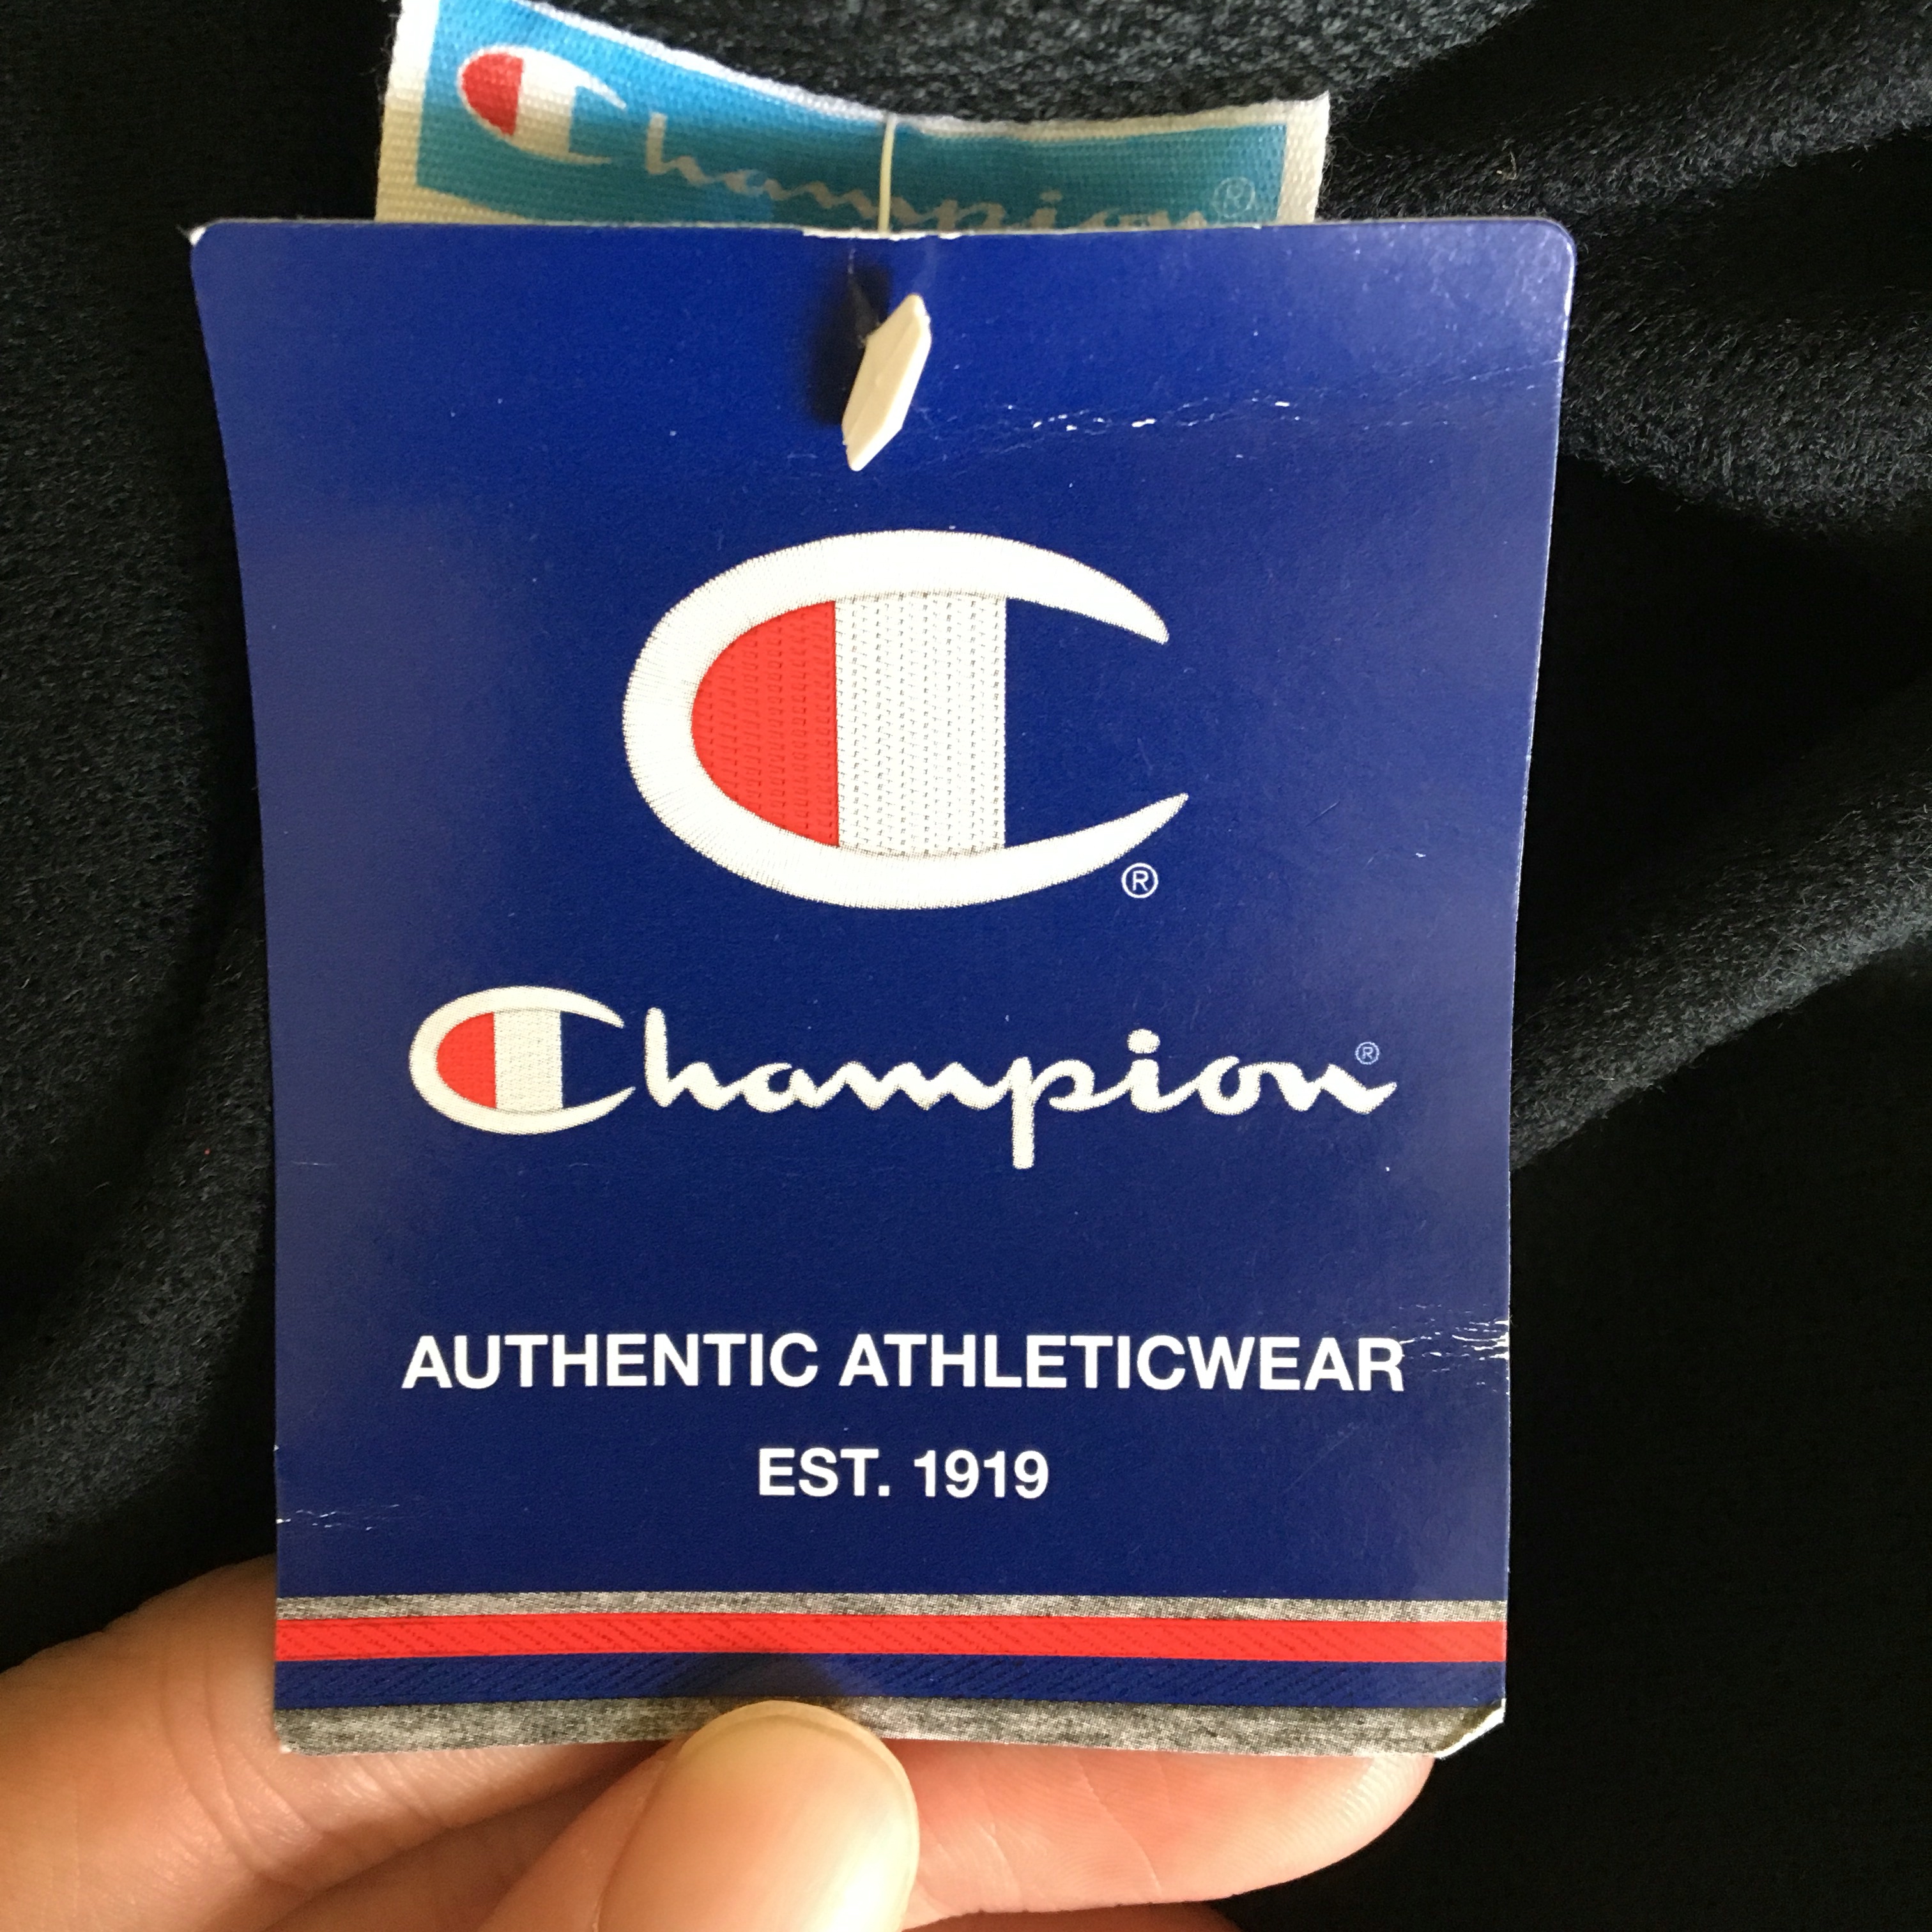 Champion®
®
Champion®
AUTHENTIC ATHLETICWEAR
EST. 1919